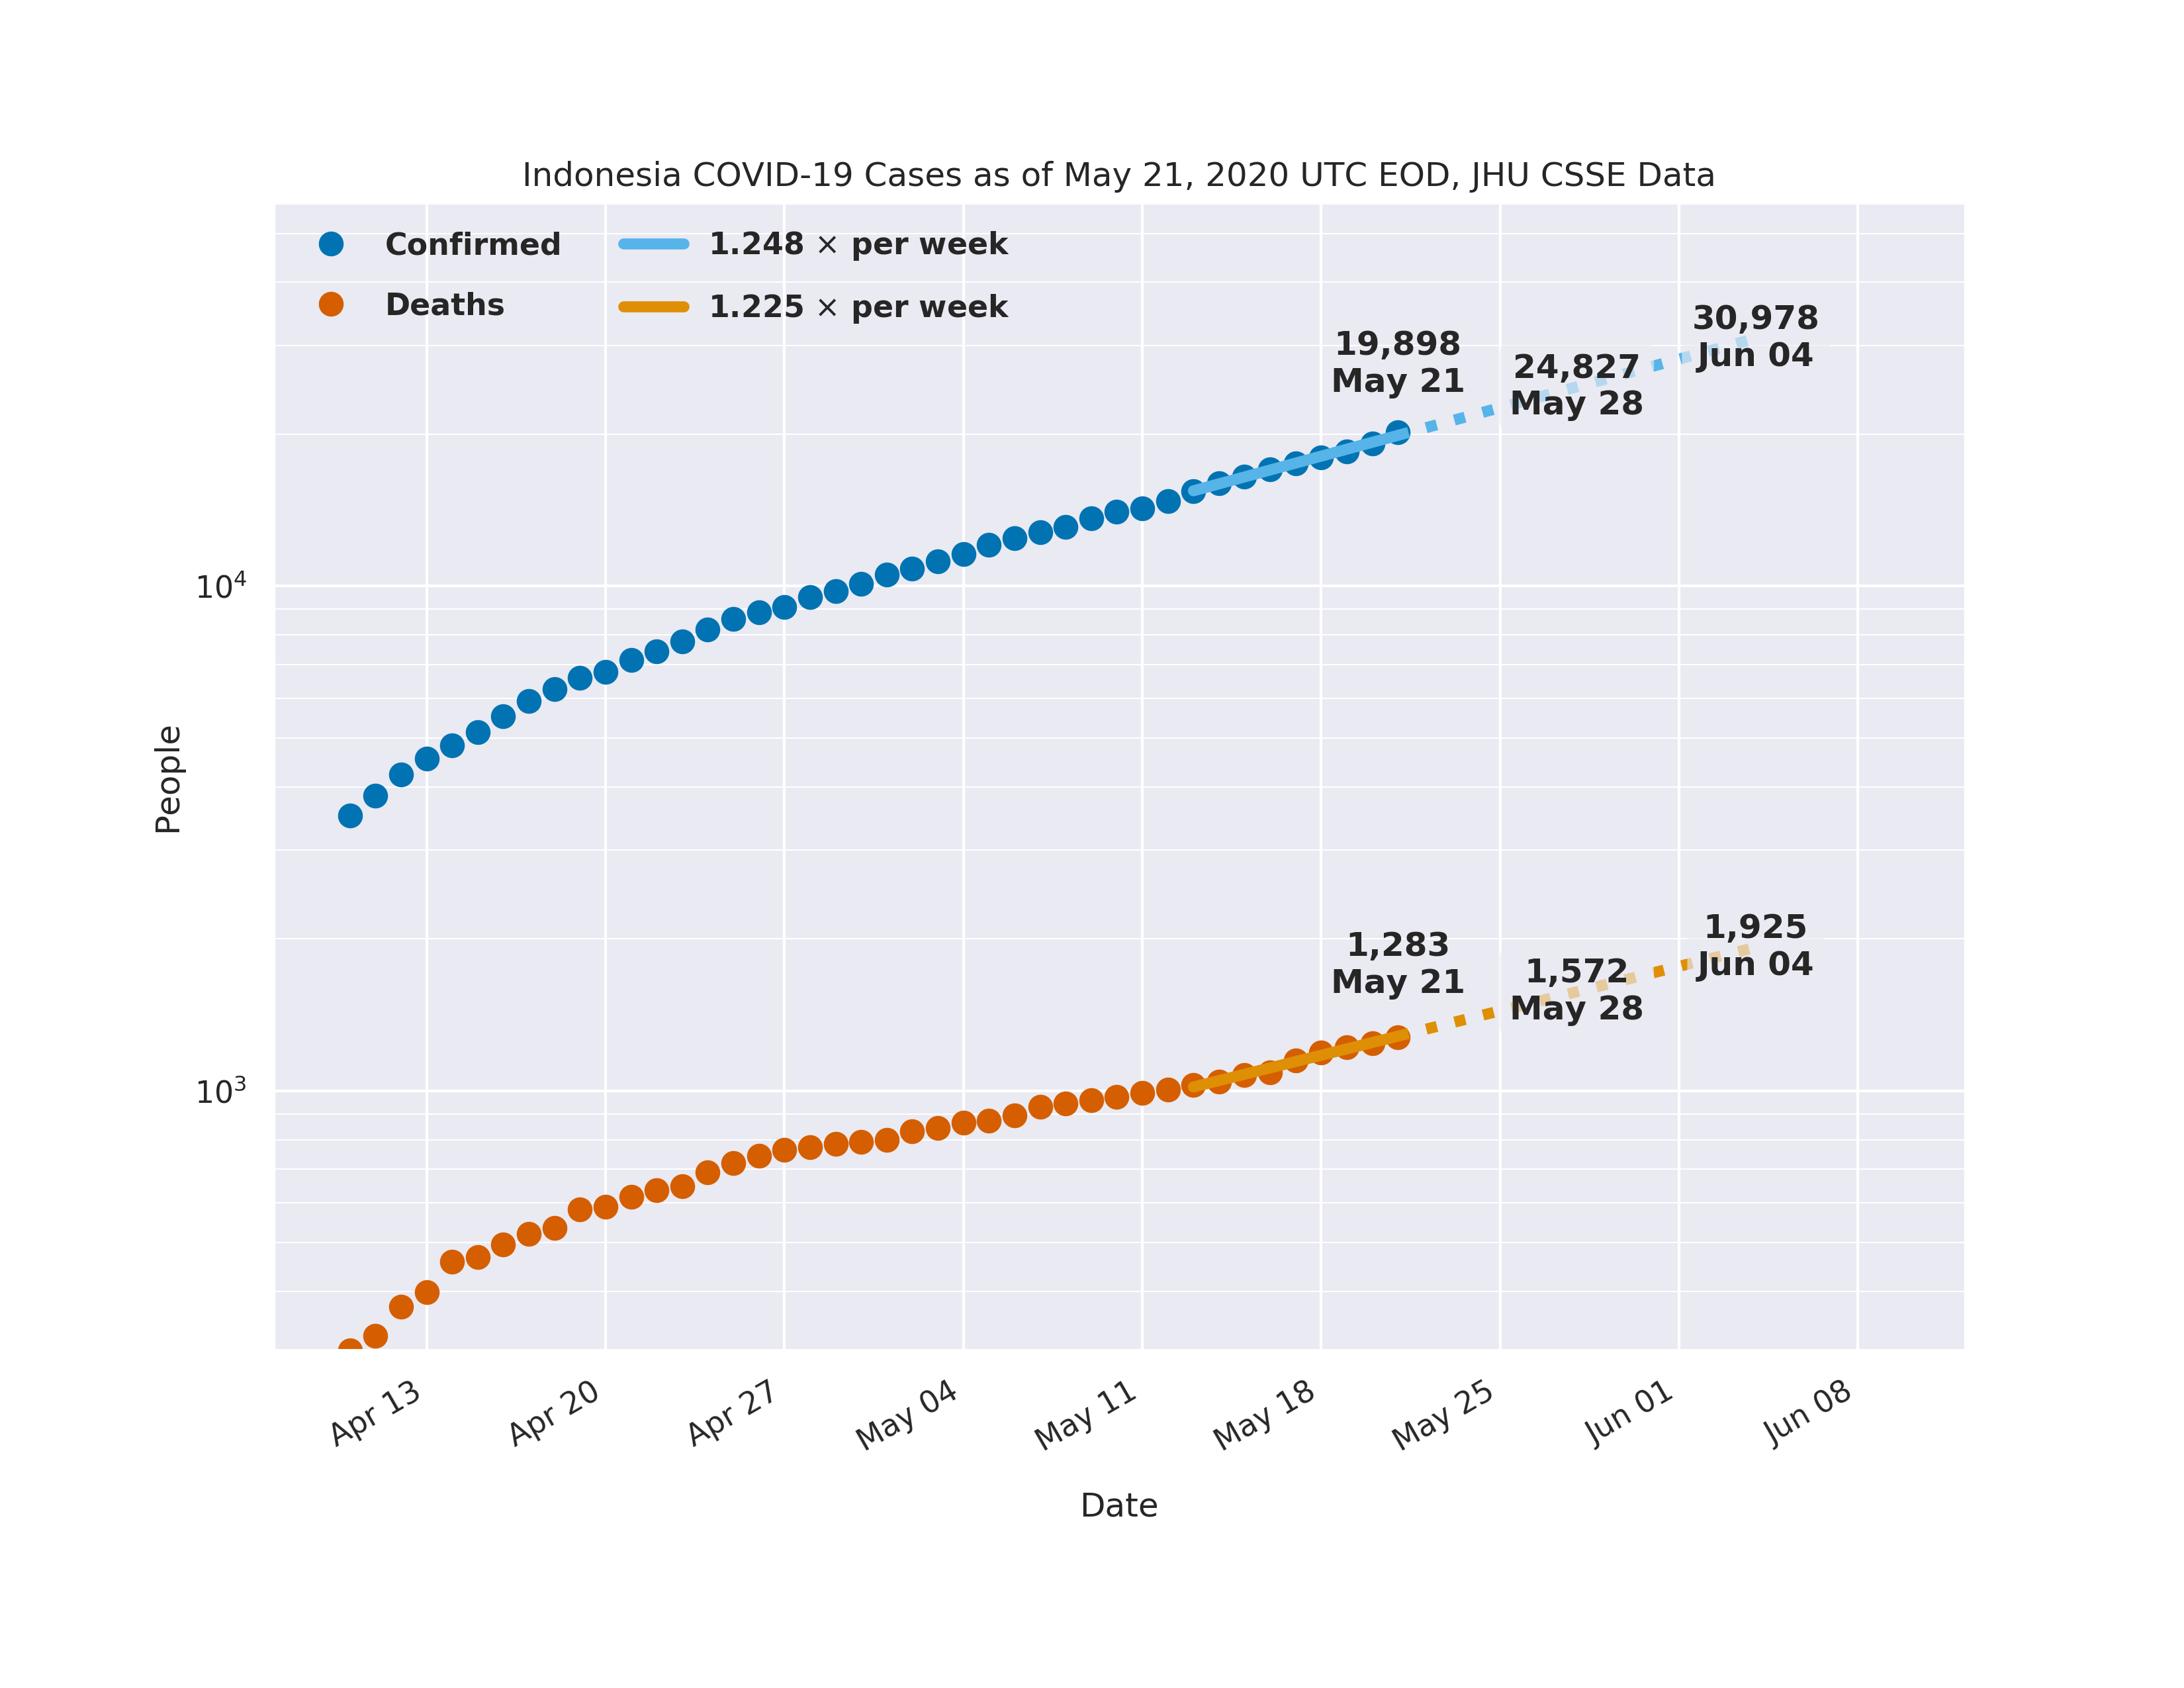 Indonesia COVID-19 Cases as of May 21, 2020 UTC EOD, JHU CSSE Data
Confirmed
Deaths
1.248 × per week
1.225 × per week
30,978
Jun 04
19,898
May 21
24,827
May 28
1,925
Jun 04
1,283
May 21
1,572
May 28
People
10⁴
10³
Apr 13
Apr 20
Apr 27
May 04
May 11
May 18
May 25
Jun 01
Jun 08
Date